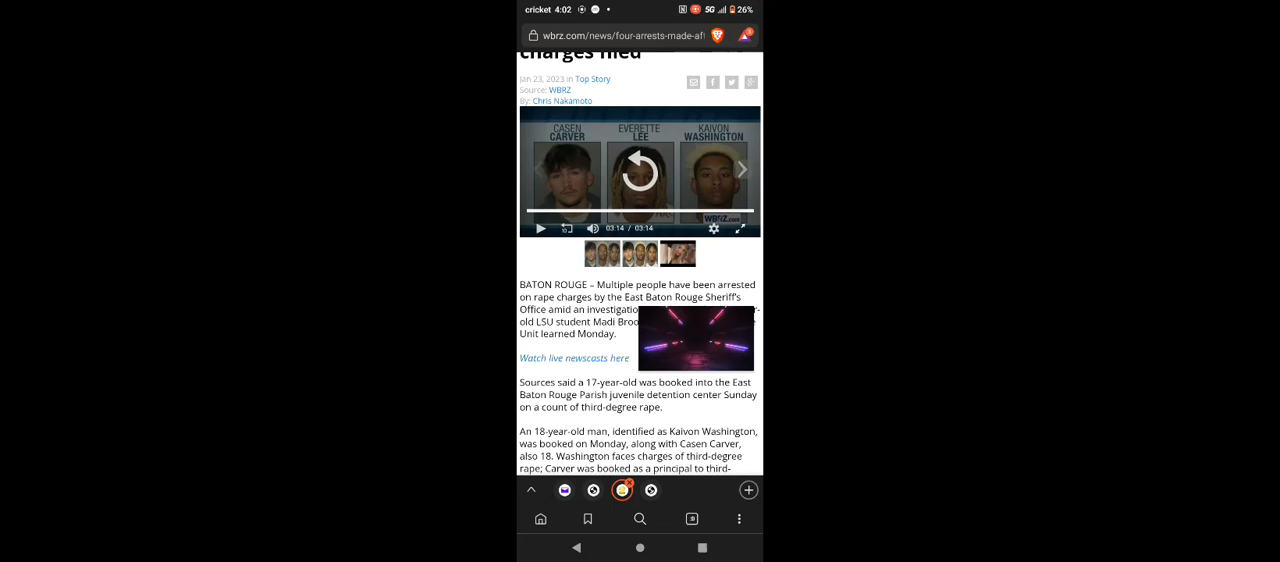 cricket 4:02
5G 26%
wbrz.com/news/four-arrests-made-aft
charges filed
Jan 23, 2023 in Top Story
Source: WBRZ
By: Chris Nakamoto
CASEN CARVER
EVERETTE LEE
KAIVON WASHINGTON
WBRZ.com
03:14 / 03:14
BATON ROUGE – Multiple people have been arrested
on rape charges by the East Baton Rouge Sheriff's
Office amid an investigatio r-
old LSU student Madi Broo e
Unit learned Monday.
Watch live newscasts here
Sources said a 17-year-old was booked into the East
Baton Rouge Parish juvenile detention center Sunday
on a count of third-degree rape.
An 18-year-old man, identified as Kaivon Washington,
was booked on Monday, along with Casen Carver,
also 18. Washington faces charges of third-degree
rape; Carver was booked as a principal to third-